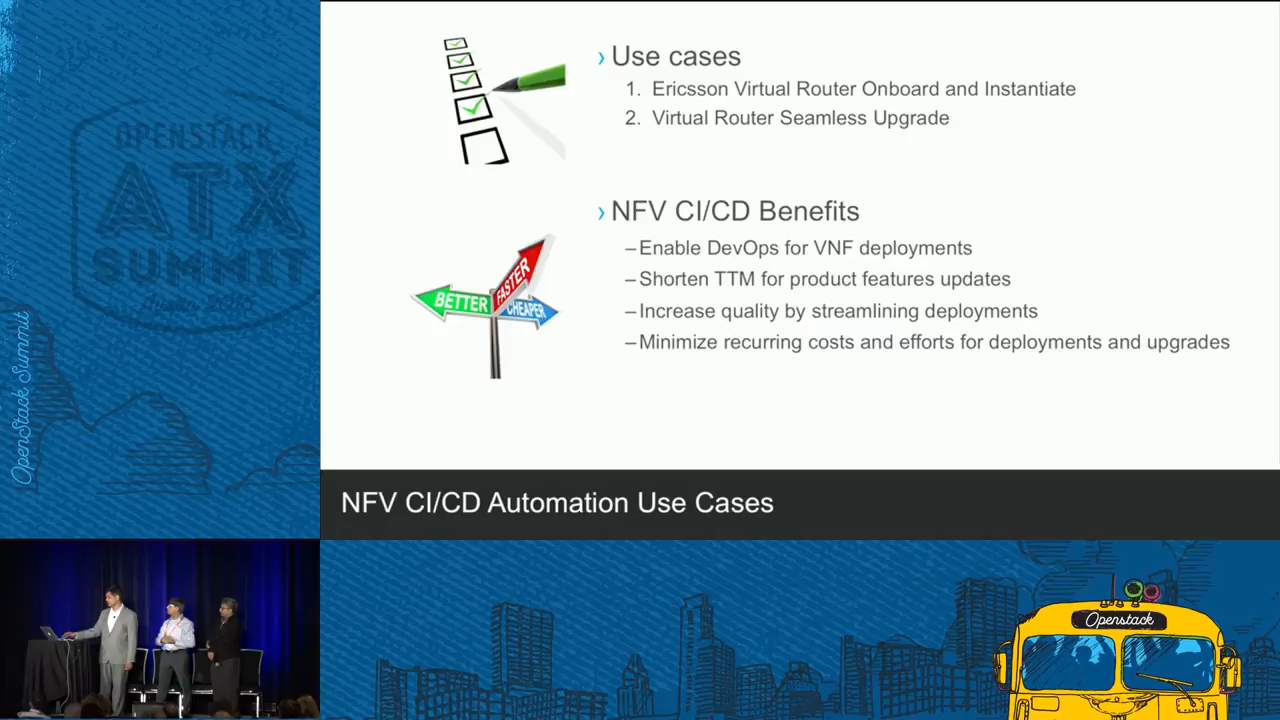 OPENSTACK
ATX
SUMMIT
OpenStack Summit
› Use cases
1. Ericsson Virtual Router Onboard and Instantiate
2. Virtual Router Seamless Upgrade
› NFV CI/CD Benefits
–Enable DevOps for VNF deployments
–Shorten TTM for product features updates
–Increase quality by streamlining deployments
–Minimize recurring costs and efforts for deployments and upgrades
BETTER
FASTER
CHEAPER
NFV CI/CD Automation Use Cases
Openstack